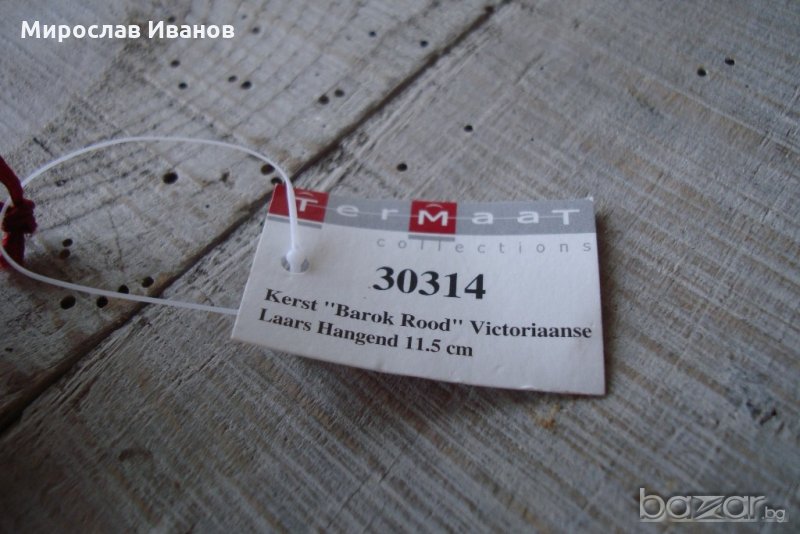 Мирослав Иванов
TerMaaT
collections
30314
Kerst "Barok Rood" Victoriaanse
Laars Hangend 11.5 cm
bazar.bg